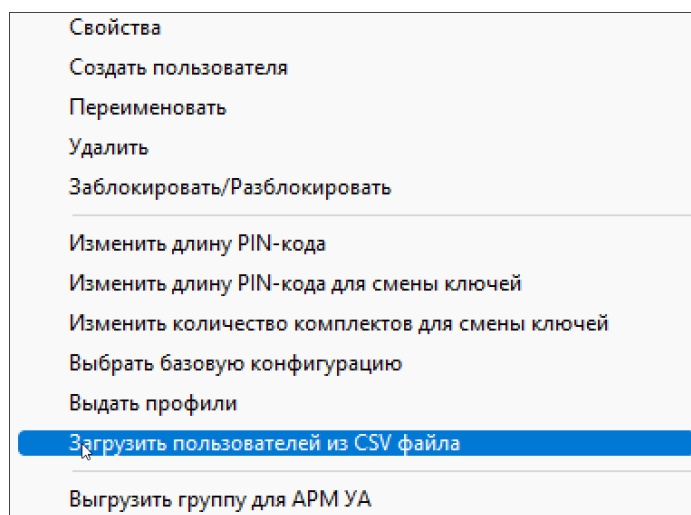 Свойства
Создать пользователя
Переименовать
Удалить
Заблокировать/Разблокировать
Изменить длину PIN-кода
Изменить длину PIN-кода для смены ключей
Изменить количество комплектов для смены ключей
Выбрать базовую конфигурацию
Выдать профили
Загрузить пользователей из CSV файла
Выгрузить группу для АРМ УА